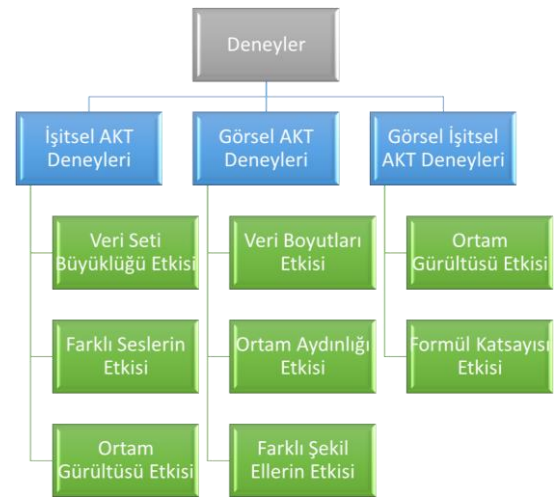 Deneyler
İşitsel AKT
Deneyleri
Görsel AKT
Deneyleri
Görsel İşitsel
AKT Deneyleri
Veri Seti
Büyüklüğü Etkisi
Veri Boyutları
Etkisi
Ortam
Gürültüsü Etkisi
Farklı Seslerin
Etkisi
Ortam Aydınlığı
Etkisi
Formül Katsayısı
Etkisi
Ortam
Gürültüsü Etkisi
Farklı Şekil
Ellerin Etkisi